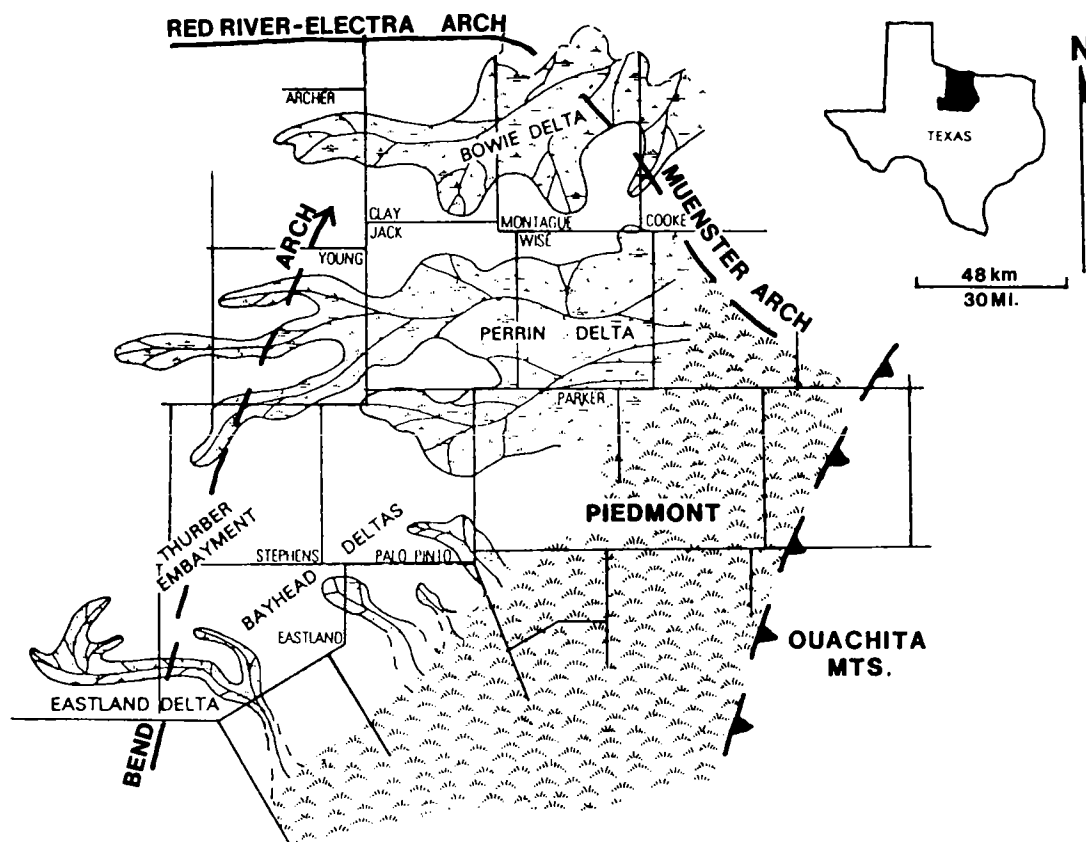 RED RIVER-ELECTRA ARCH
N
ARCHER
TEXAS
BOWIE DELTA
MUENSTER ARCH
ARCH
CLAY
MONTAGUE
COOKE
JACK
WISE
YOUNG
48 km
30 MI.
PERRIN DELTA
PARKER
PIEDMONT
THURBER
EMBAYMENT
STEPHENS
DELTAS
PALO PINTO
BAYHEAD
EASTLAND
OUACHITA
MTS.
EASTLAND DELTA
BEND